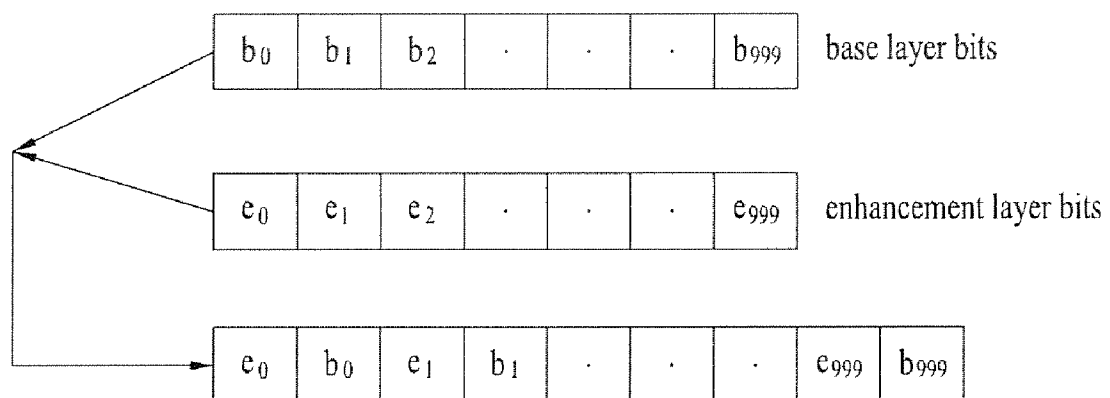 b0 b1 b2 . . . b999 base layer bits
e0 e1 e2 . . . e999 enhancement layer bits
e0 b0 e1 b1 . . . e999 b999